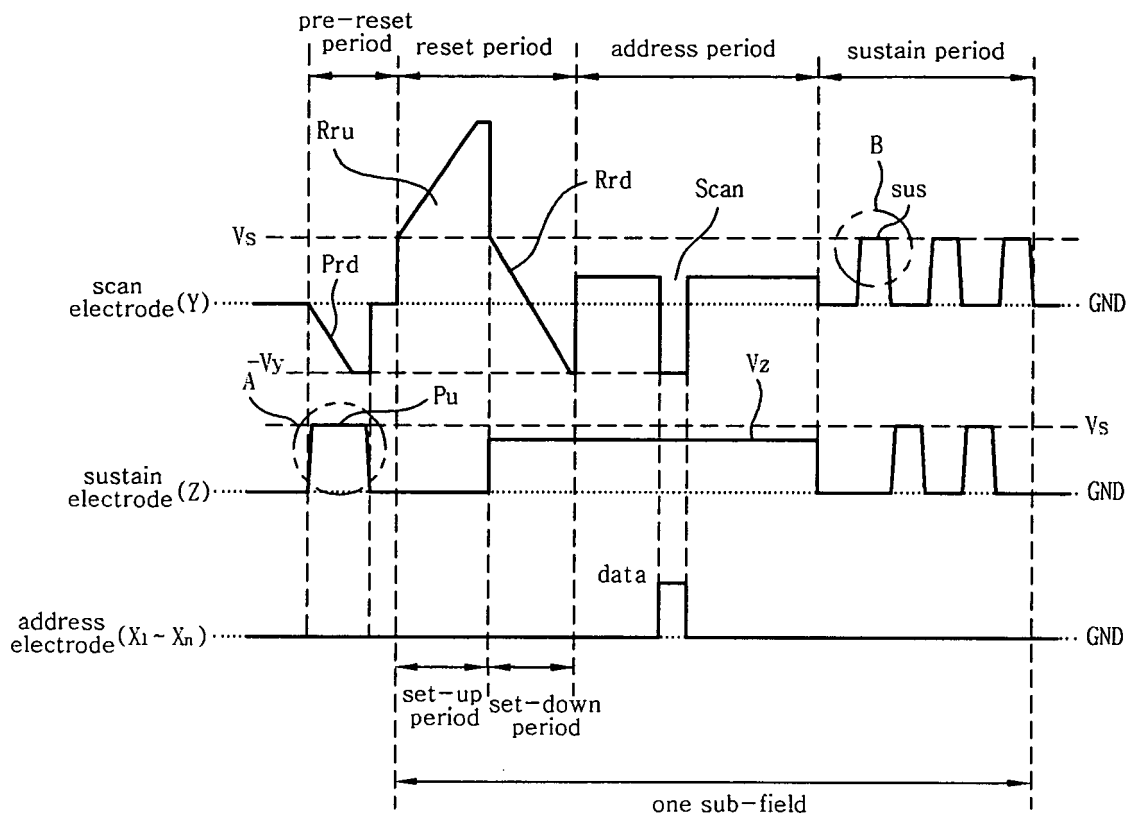 pre-reset
period
reset period
address period
sustain period
Rru
Rrd
Scan
B
sus
Vs
Prd
scan
electrode(Y)
GND
-Vy
A
Pu
Vz
Vs
sustain
electrode(Z)
GND
data
address
electrode(X1~Xn)
GND
set-up
period
set-down
period
one sub-field